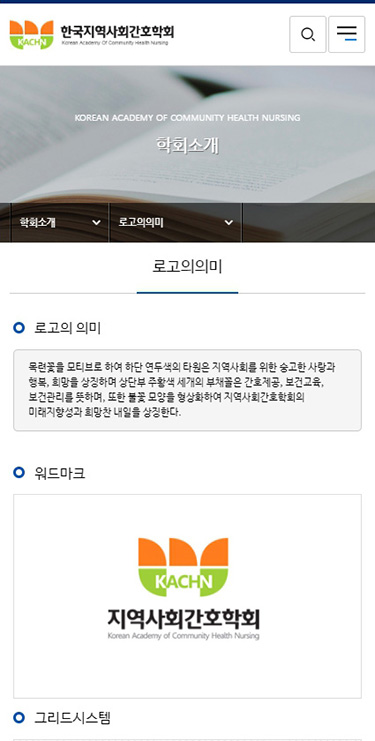 KACHN
한국지역사회간호학회
Korean Academy of Community Health Nursing
KOREAN ACADEMY OF COMMUNITY HEALTH NURSING
학회소개
학회소개
로고의의미
로고의의미
로고의 의미
목련꽃을 모티브로 하여 하단 연두색의 타원은 지역사회를 위한 숭고한 사랑과
행복, 희망을 상징하며 상단부 주황색 세개의 부채꼴은 간호제공, 보건교육,
보건관리를 뜻하며, 또한 불꽃 모양을 형상화하여 지역사회간호학회의
미래지향성과 희망찬 내일을 상징한다.
워드마크
KACHN
지역사회간호학회
Korean Academy of Community Health Nursing
그리드시스템